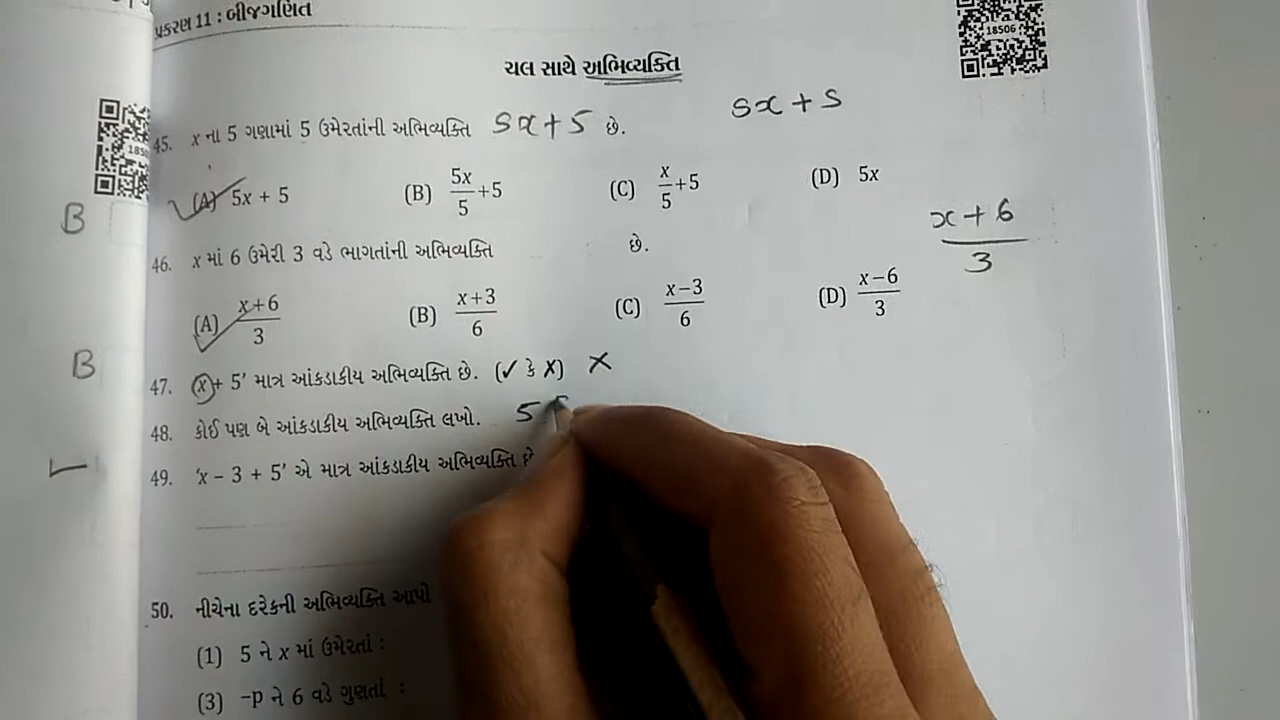 પ્રકરણ 11 : બીજગણિત
18506
ચલ સાથે અભિવ્યક્તિ
5x + 5
45. x ના 5 ગણામાં 5 ઉમેરતાંની અભિવ્યક્તિ 5x + 5 છે.
(A) 5x + 5 (B) 5x/5 +5 (C) x/5 +5 (D) 5x
B
x + 6 / 3
46. x માં 6 ઉમેરી 3 વડે ભાગતાંની અભિવ્યક્તિ છે.
(A) x+6/3 (B) x+3/6 (C) x−3/6 (D) x−6/3
B
47. x + 5' માત્ર આંકડાકીય અભિવ્યક્તિ છે. (✓ કે X) X
48. કોઈ પણ બે આંકડાકીય અભિવ્યક્તિ લખો. 5
49. 'x − 3 + 5' એ માત્ર આંકડાકીય અભિવ્યક્તિ છે
50. નીચેના દરેકની અભિવ્યક્તિ આપો
(1) 5 ને x માં ઉમેરતાં :
(3) -p ને 6 વડે ગુણતાં :